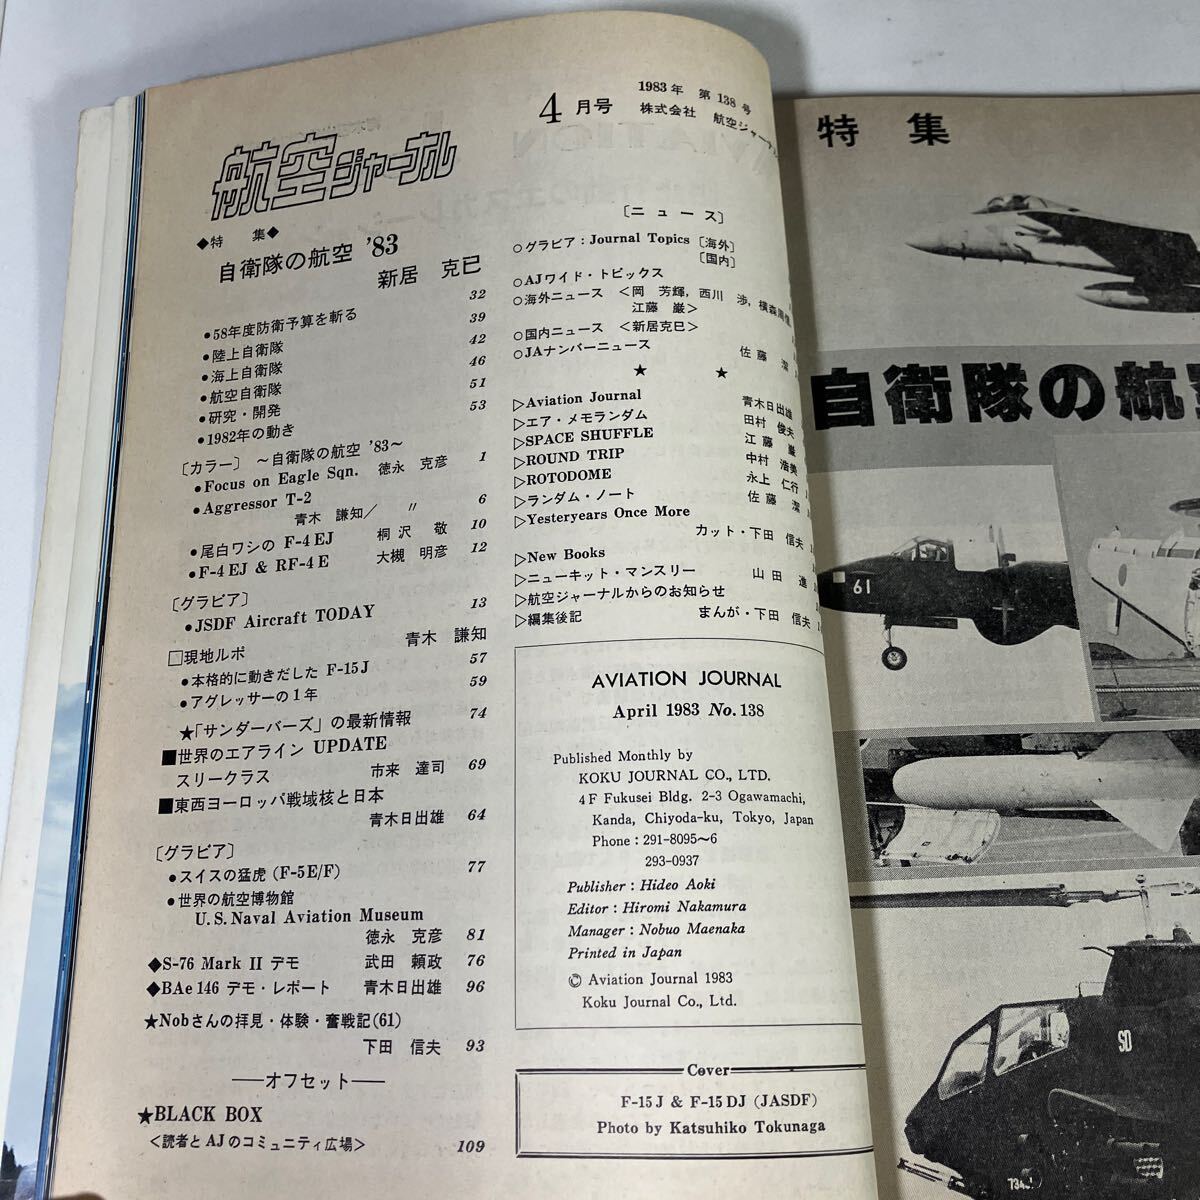 4月号
1983年 第138号
株式会社 航空ジャーナル
航空ジャーナル
◆特 集◆
自衛隊の航空 '83
新居 克已
•58年度防衛予算を斬る 32
•陸上自衛隊 39
•海上自衛隊 42
•航空自衛隊 46
•研究・開発 51
•1982年の動き 53
〔カラー〕 ～自衛隊の航空 '83～
•Focus on Eagle Sqn. 徳永 克彦 1
•Aggressor T-2
青木 謙知／ 〃 6
•尾白ワシの F-4EJ 桐沢 敬 10
•F-4EJ & RF-4E 大槻 明彦 12
〔グラビア〕
•JSDF Aircraft TODAY 13
青木 謙知
□現地ルポ
•本格的に動きだした F-15J 57
•アグレッサーの1年 59
★「サンダーバーズ」の最新情報 74
■世界のエアライン UPDATE
スリークラス 市来 達司 69
■東西ヨーロッパ戦域核と日本
青木日出雄 64
〔グラビア〕
•スイスの猛虎 (F-5E/F) 77
•世界の航空博物館
U.S. Naval Aviation Museum
徳永 克彦 81
◆S-76 Mark II デモ 武田 頼政 76
◆BAe 146 デモ・レポート 青木日出雄 96
★Nobさんの拝見・体験・奮戦記(61)
下田 信夫 93
オフセット
★BLACK BOX
＜読者と AJ のコミュニティ広場＞ 109
〔ニュース〕
○グラビア：Journal Topics〔海外〕
〔国内〕
○AJワイド・トピックス
○海外ニュース ＜岡 芳輝，西川 渉，横森周信，
江藤 巌＞
○国内ニュース ＜新居克已＞
○JAナンバーニュース
佐藤 潔
★ ★
▷Aviation Journal 青木日出雄
▷エア・メモランダム 田村 俊夫
▷SPACE SHUFFLE 江藤 巌
▷ROUND TRIP 中村 浩美
▷ROTODOME 永上 仁行
▷ランダム・ノート 佐藤 潔
▷Yesteryears Once More
カット・下田 信夫
▷New Books
▷ニューキット・マンスリー 山田 進
▷航空ジャーナルからのお知らせ
▷編集後記 まんが・下田 信夫
AVIATION JOURNAL
April 1983 No. 138
Published Monthly by
KOKU JOURNAL CO., LTD.
4F Fukusei Bldg. 2-3 Ogawamachi,
Kanda, Chiyoda-ku, Tokyo, Japan
Phone : 291-8095～6
293-0937
Publisher : Hideo Aoki
Editor : Hiromi Nakamura
Manager : Nobuo Maenaka
Printed in Japan
© Aviation Journal 1983
Koku Journal Co., Ltd.
Cover
F-15J & F-15DJ (JASDF)
Photo by Katsuhiko Tokunaga
特 集
自衛隊の航
61
SD